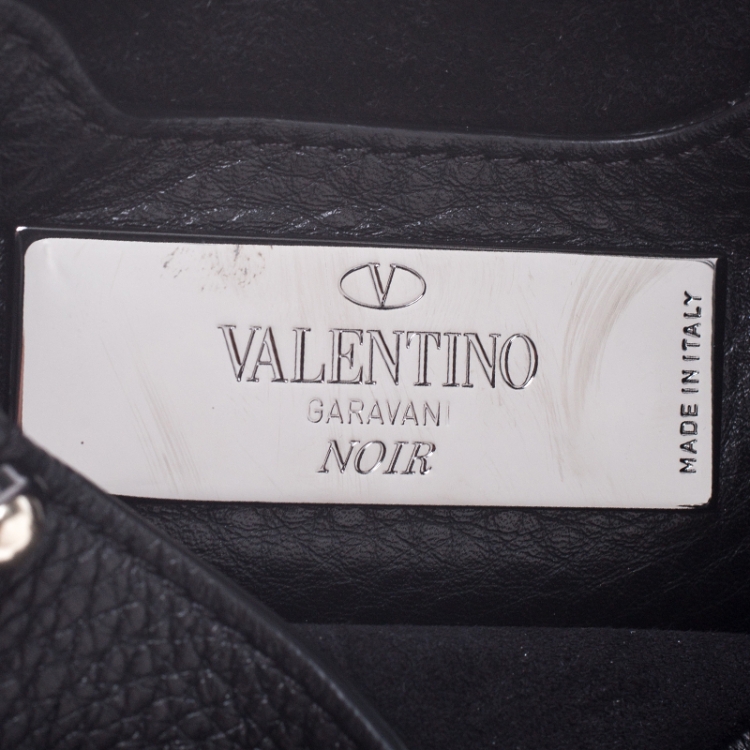 V
VALENTINO
GARAVANI
NOIR
MADE IN ITALY